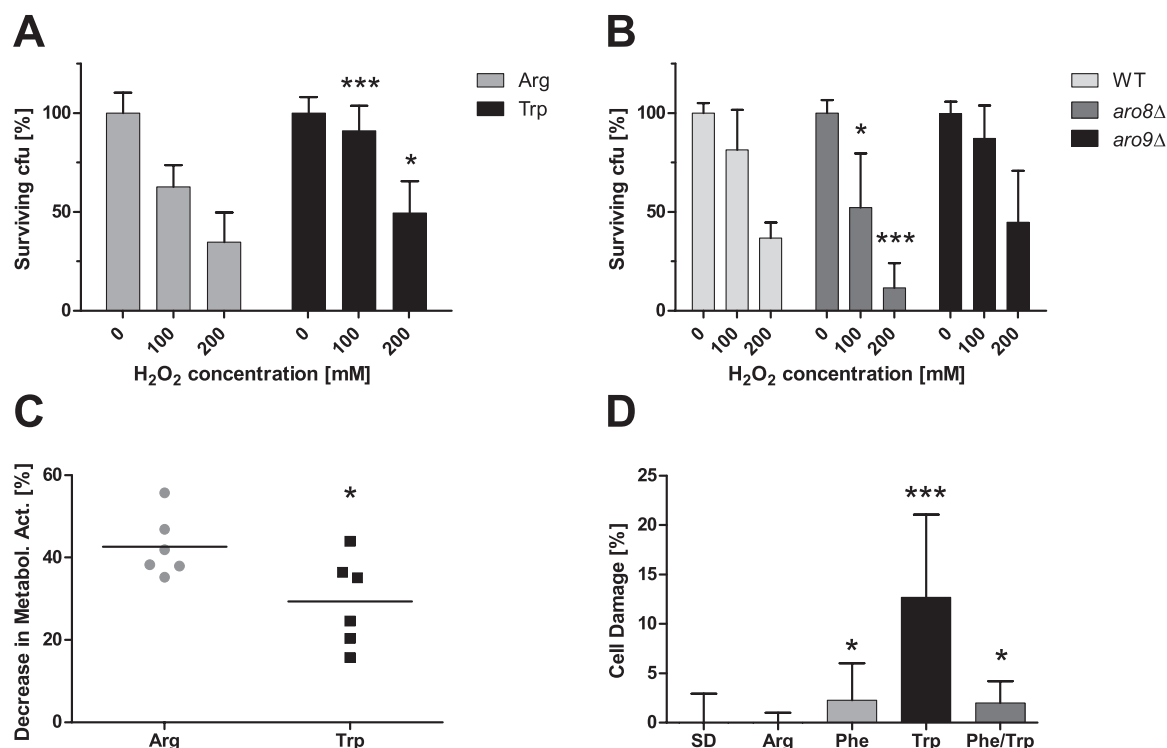 A
Surviving cfu [%]
100
50
0
***
*
Arg
Trp
0 100 200 0 100 200
H₂O₂ concentration [mM]
B
Surviving cfu [%]
100
50
0
*
***
WT
aro8Δ
aro9Δ
0 100 200 0 100 200 0 100 200
H₂O₂ concentration [mM]
C
Decrease in Metabol. Act. [%]
60
40
20
0
*
Arg Trp
D
Cell Damage [%]
25
20
15
10
5
0
*
***
*
SD Arg Phe Trp Phe/Trp